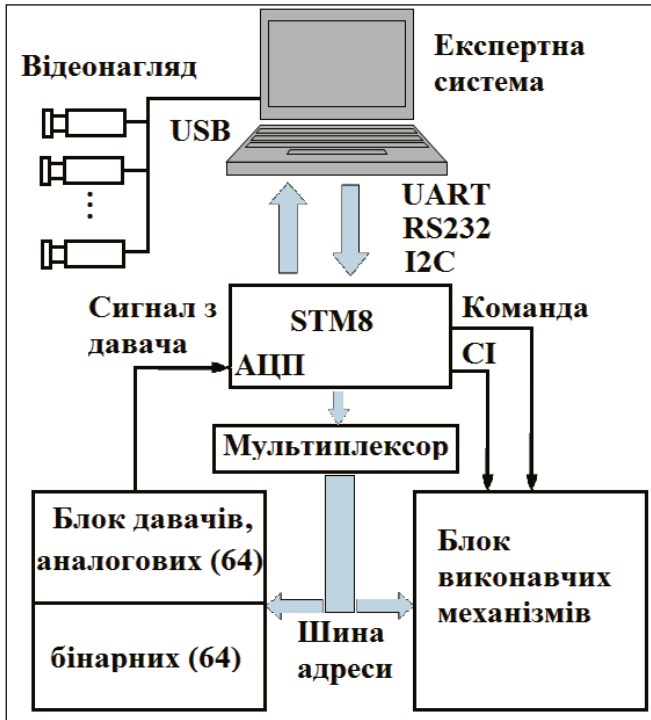 Відеонагляд
Експертна
система
USB
...
UART
RS232
I2C
Сигнал з
давача
STM8
АЦП
Команда
СІ
Мультиплексор
Блок давачів,
аналогових (64)
бінарних (64)
Шина
адреси
Блок
виконавчих
механізмів